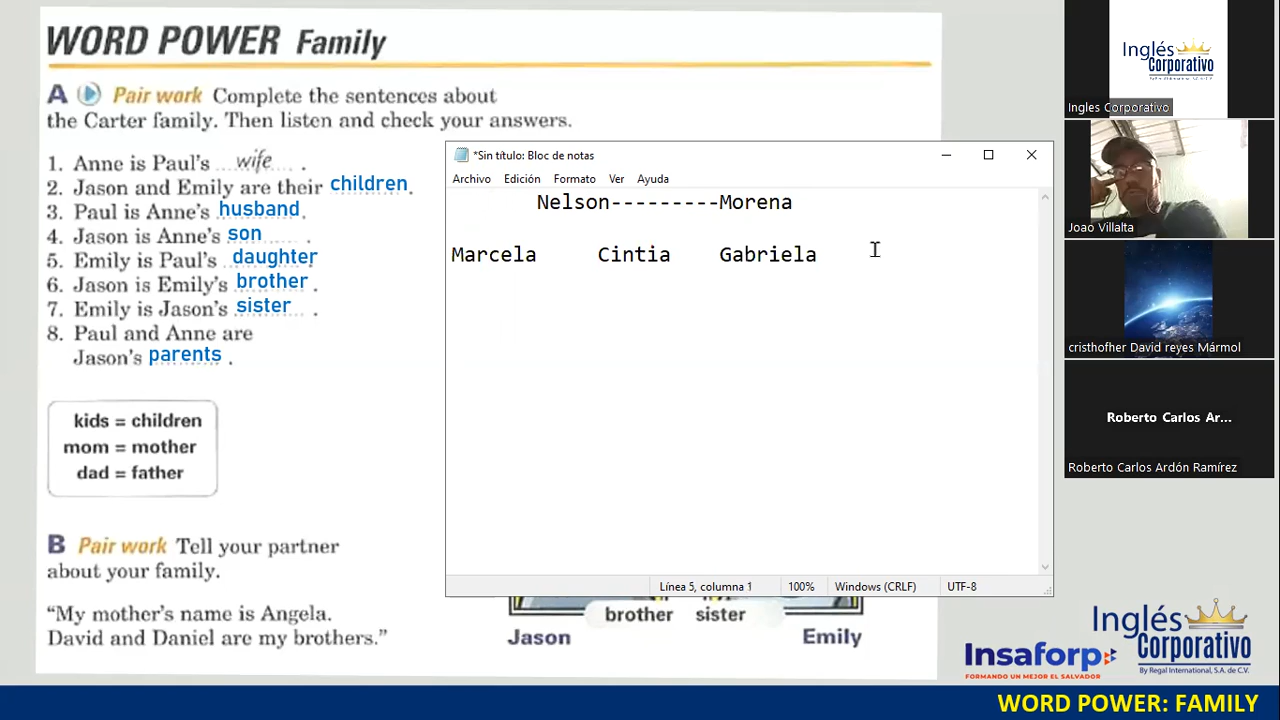 WORD POWER Family
A Pair work Complete the sentences about
the Carter family. Then listen and check your answers.
1. Anne is Paul's wife .
2. Jason and Emily are their children .
3. Paul is Anne's husband .
4. Jason is Anne's son .
5. Emily is Paul's daughter .
6. Jason is Emily's brother .
7. Emily is Jason's sister .
8. Paul and Anne are
Jason's parents .
kids = children
mom = mother
dad = father
B Pair work Tell your partner
about your family.
"My mother's name is Angela.
David and Daniel are my brothers."
*Sin título: Bloc de notas
Archivo Edición Formato Ver Ayuda
Nelson---------Morena
Marcela Cintia Gabriela
Línea 5, columna 1 100% Windows (CRLF) UTF-8
brother sister
Jason Emily
Inglés
Corporativo
Ingles Corporativo
Joao Villalta
cristhofher David reyes Mármol
Roberto Carlos Ar...
Roberto Carlos Ardón Ramírez
Insaforp
FORMANDO UN MEJOR EL SALVADOR
Inglés
Corporativo
By Regal International, S.A. de C.V.
WORD POWER: FAMILY